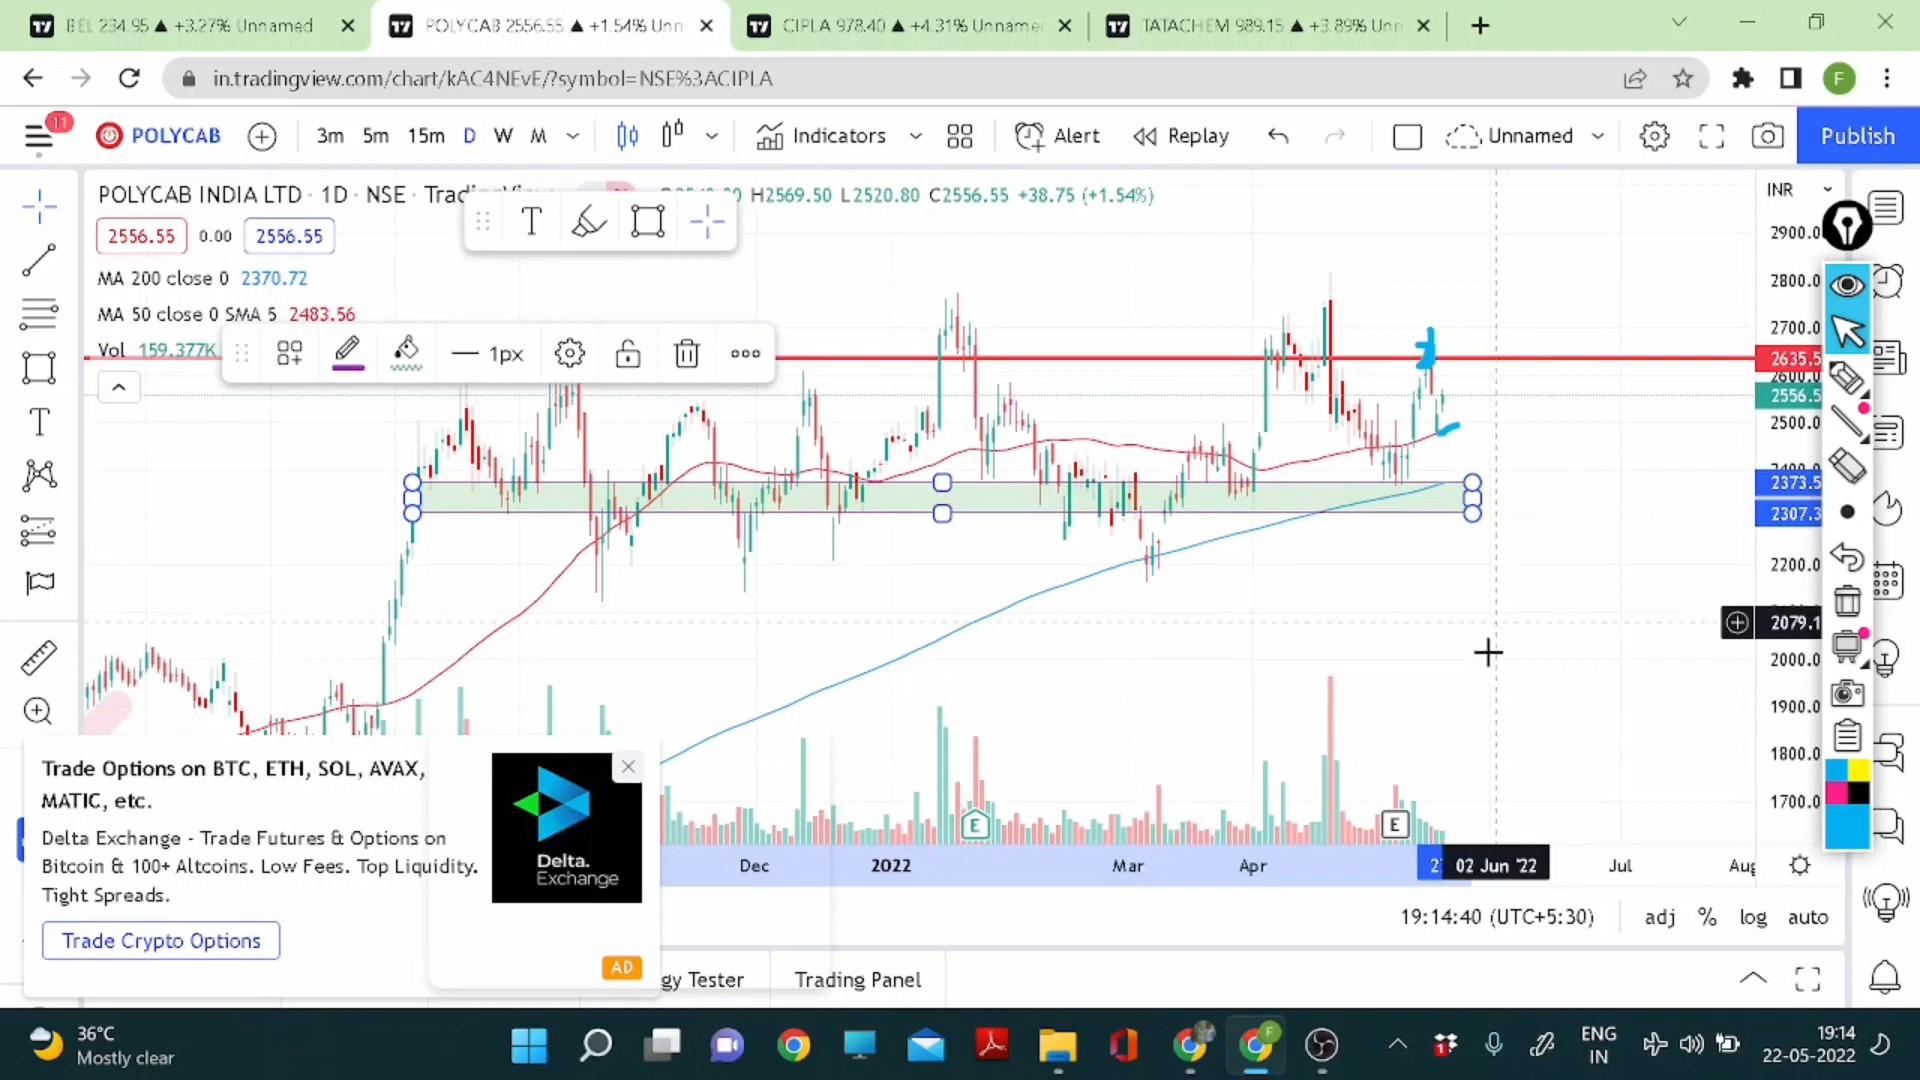 BEL 234.95 ▲ +3.27% Unnamed
POLYCAB 2556.55 ▲ +1.54% Unn
CIPLA 978.40 ▲ +4.31% Unname
TATACHEM 989.15 ▲ +3.89% Unn
in.tradingview.com/chart/kAC4NEvE/?symbol=NSE%3ACIPLA
F
11
POLYCAB
3m 5m 15m D W M
Indicators
Alert
Replay
Unnamed
Publish
POLYCAB INDIA LTD · 1D · NSE · H2569.50 L2520.80 C2556.55 +38.75 (+1.54%)
INR
2556.55 0.00 2556.55
MA 200 close 0 2370.72
MA 50 close 0 SMA 5 2483.56
Vol 159.377K
1px
T
2900.0
2800.0
2700.0
2635.5
2600.0
2556.5
2500.0
2373.5
2307.3
2200.0
2079.1
2000.0
1900.0
1800.0
1700.0
E
E
Dec 2022 Mar Apr 02 Jun '22 Jul Aug
Trade Options on BTC, ETH, SOL, AVAX,
MATIC, etc.
Delta Exchange - Trade Futures & Options on
Bitcoin & 100+ Altcoins. Low Fees. Top Liquidity.
Tight Spreads.
Trade Crypto Options
Delta.
Exchange
AD
19:14:40 (UTC+5:30) adj % log auto
gy Tester Trading Panel
36°C
Mostly clear
ENG
IN
19:14
22-05-2022